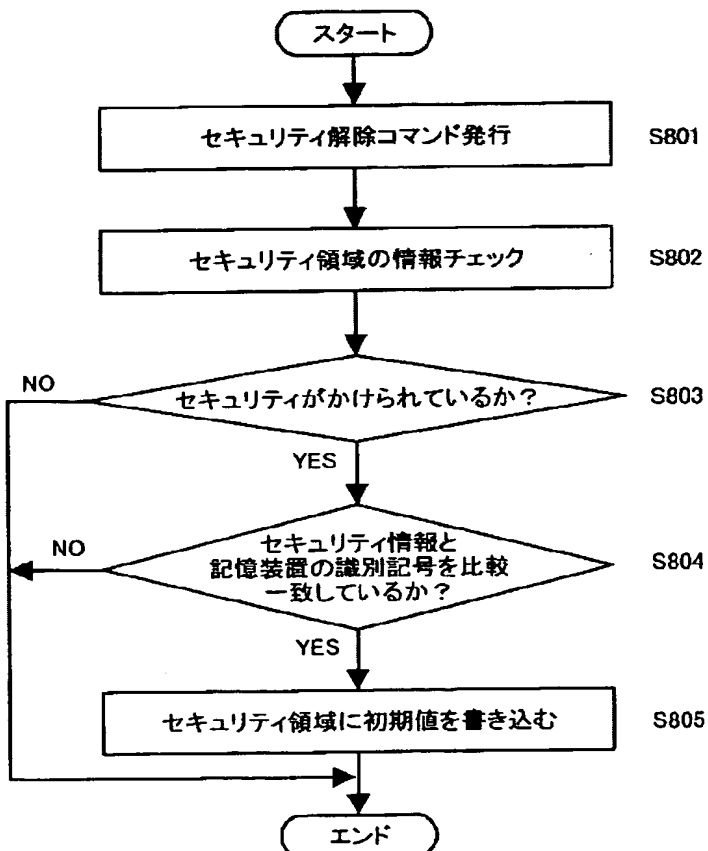 スタート
セキュリティ解除コマンド発行
S801
セキュリティ領域の情報チェック
S802
セキュリティがかけられているか？
S803
NO
YES
セキュリティ情報と
記憶装置の識別記号を比較
一致しているか？
S804
NO
YES
セキュリティ領域に初期値を書き込む
S805
エンド